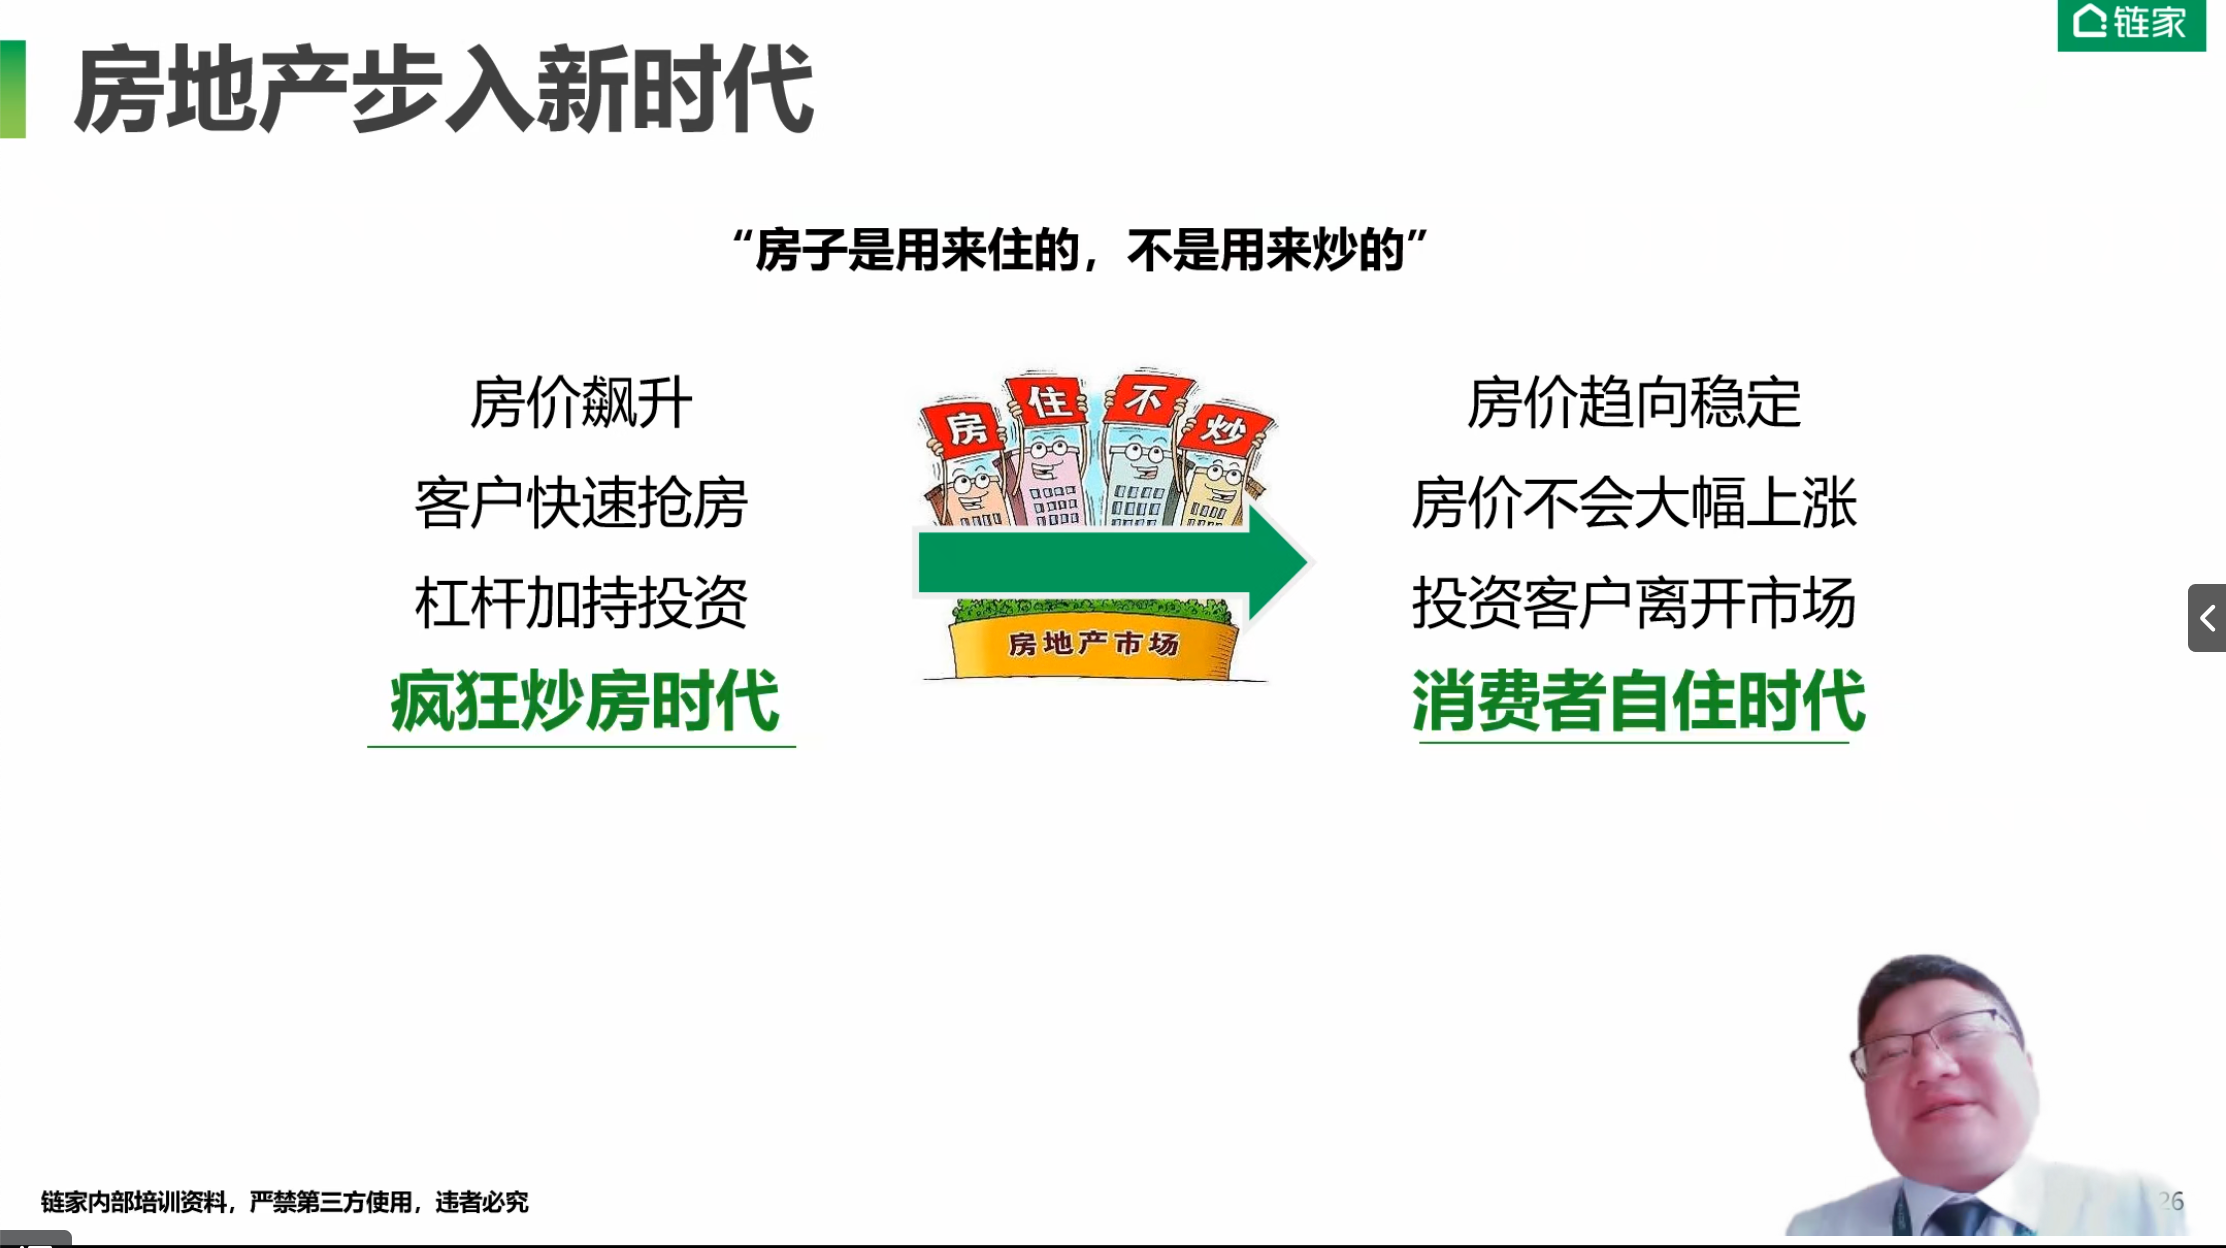 链家
房地产步入新时代
“房子是用来住的，不是用来炒的”
房价飙升
客户快速抢房
杠杆加持投资
疯狂炒房时代
房住不炒
房地产市场
房价趋向稳定
房价不会大幅上涨
投资客户离开市场
消费者自住时代
链家内部培训资料，严禁第三方使用，违者必究
26